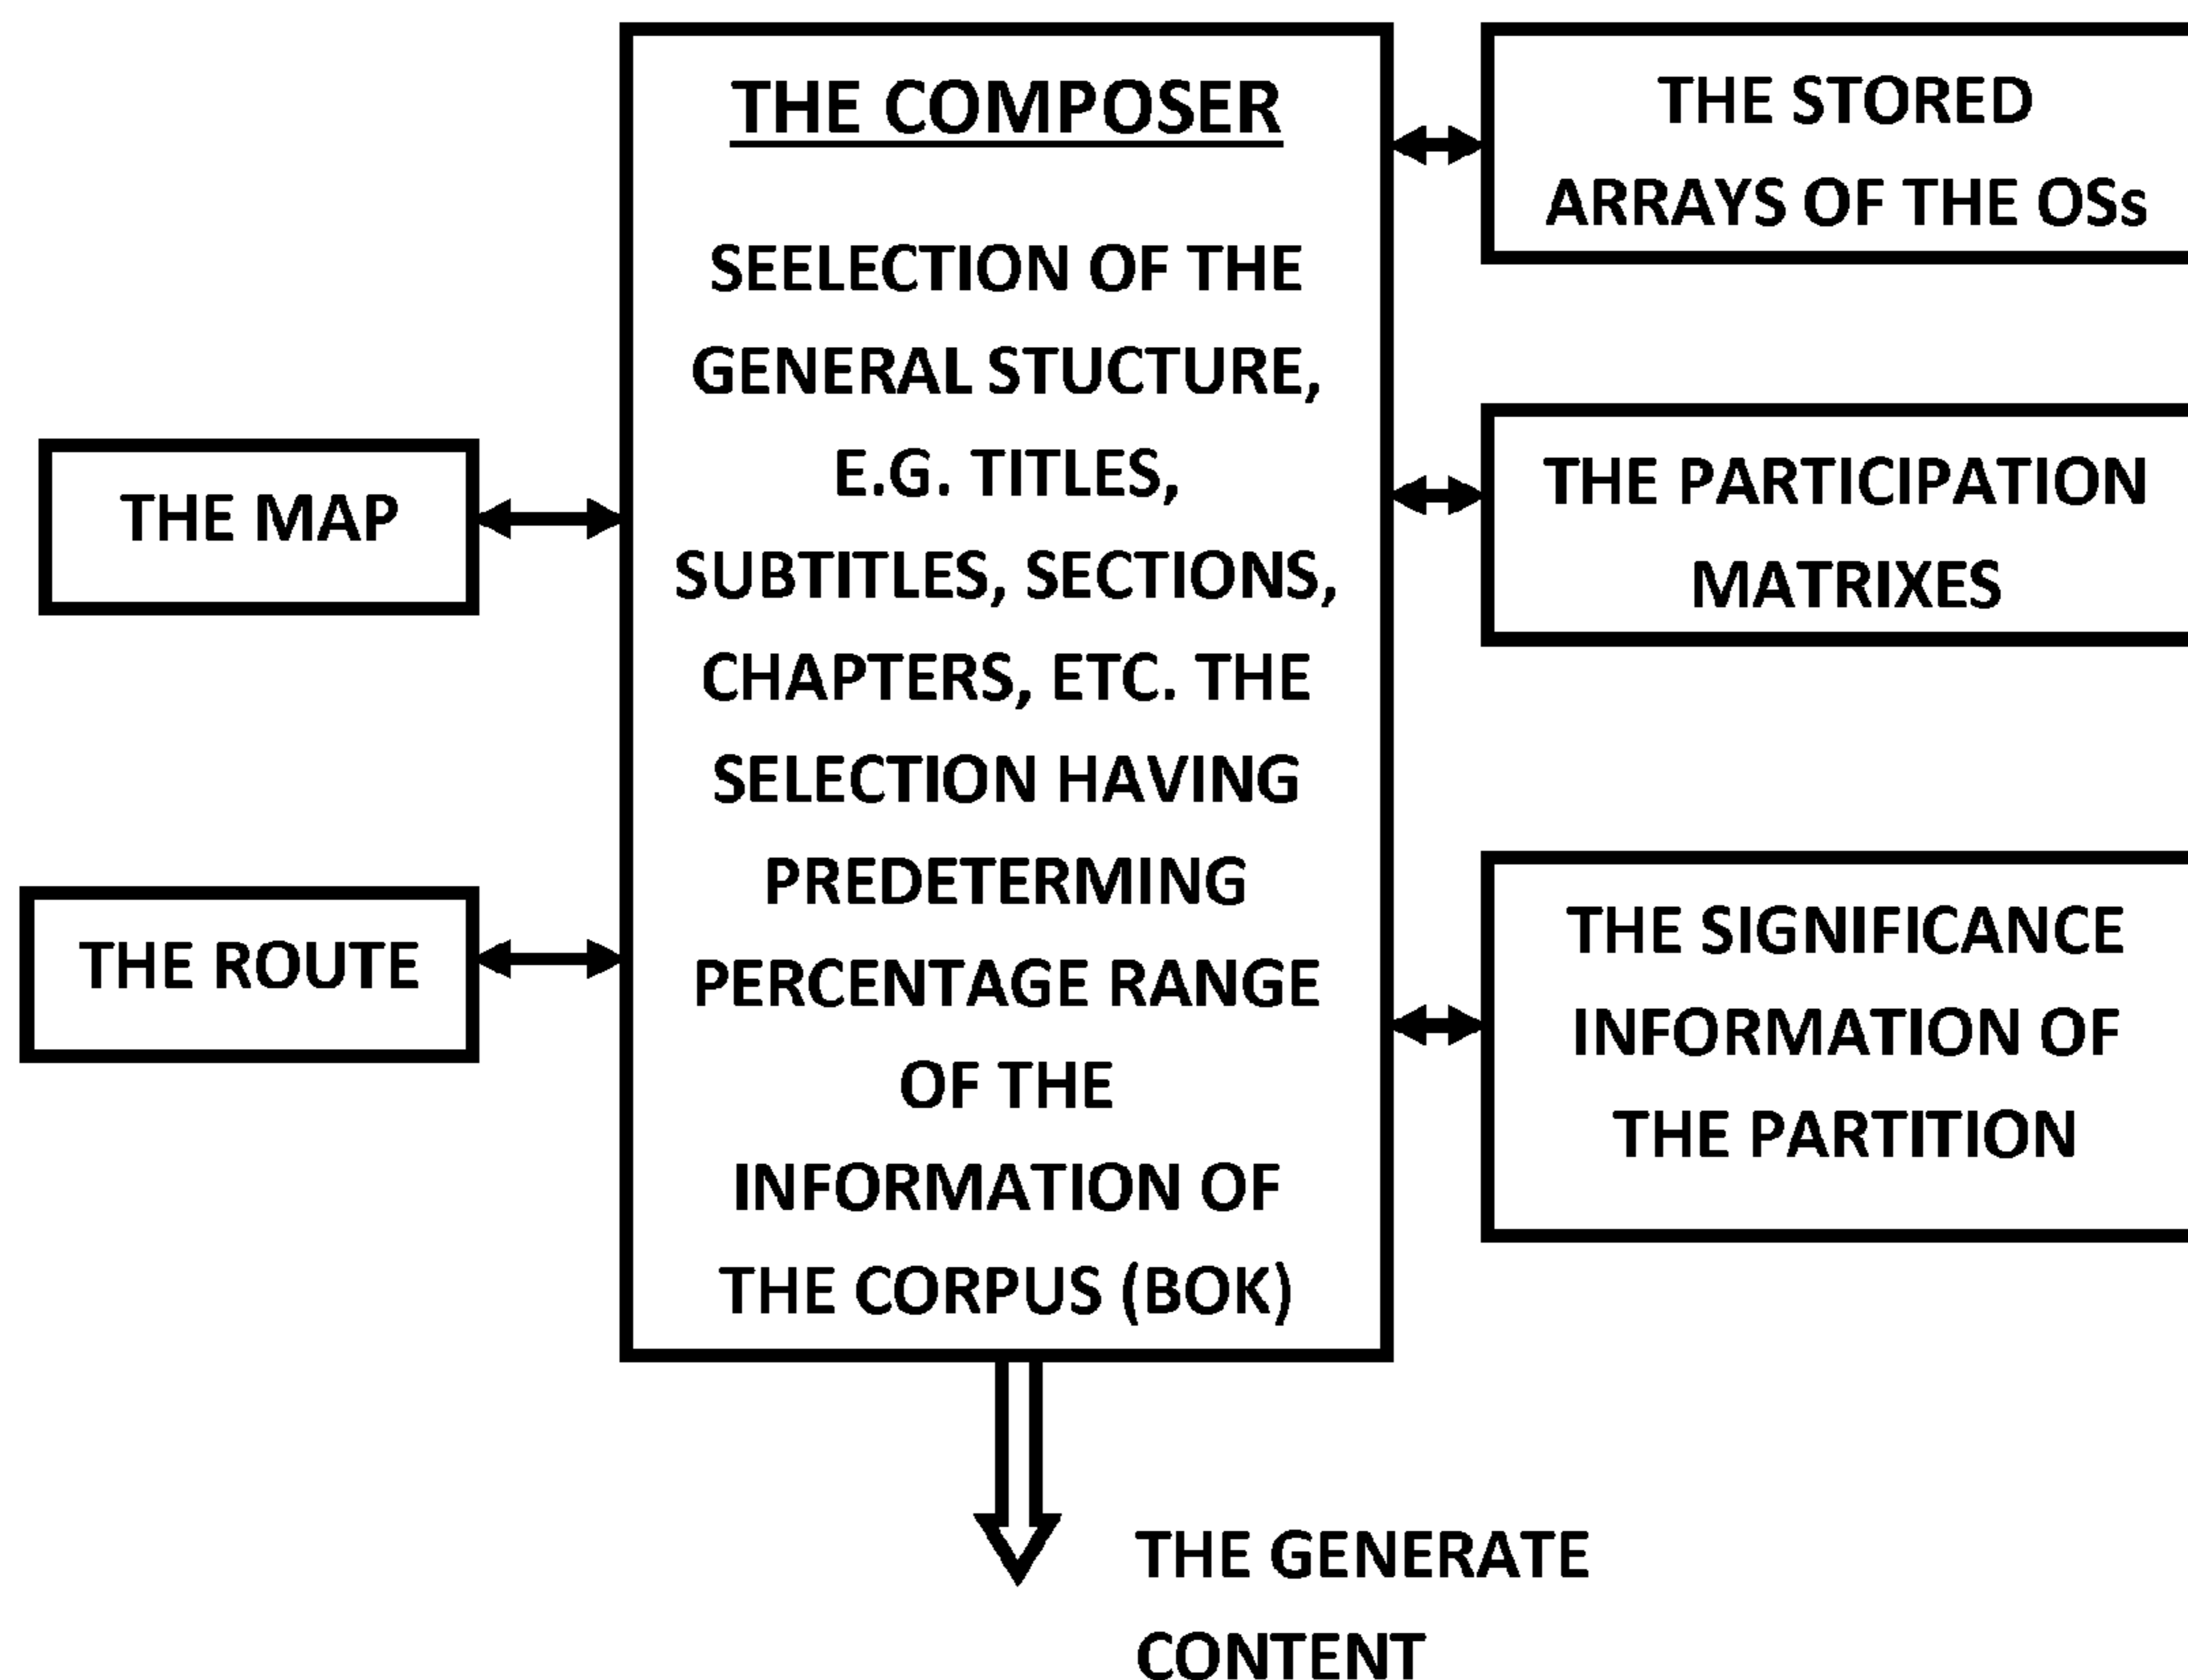 THE COMPOSER
SEELECTION OF THE
GENERAL STUCTURE,
E.G. TITLES,
SUBTITLES, SECTIONS,
CHAPTERS, ETC. THE
SELECTION HAVING
PREDETERMING
PERCENTAGE RANGE
OF THE
INFORMATION OF
THE CORPUS (BOK)
THE MAP
THE ROUTE
THE STORED
ARRAYS OF THE OSs
THE PARTICIPATION
MATRIXES
THE SIGNIFICANCE
INFORMATION OF
THE PARTITION
THE GENERATE
CONTENT